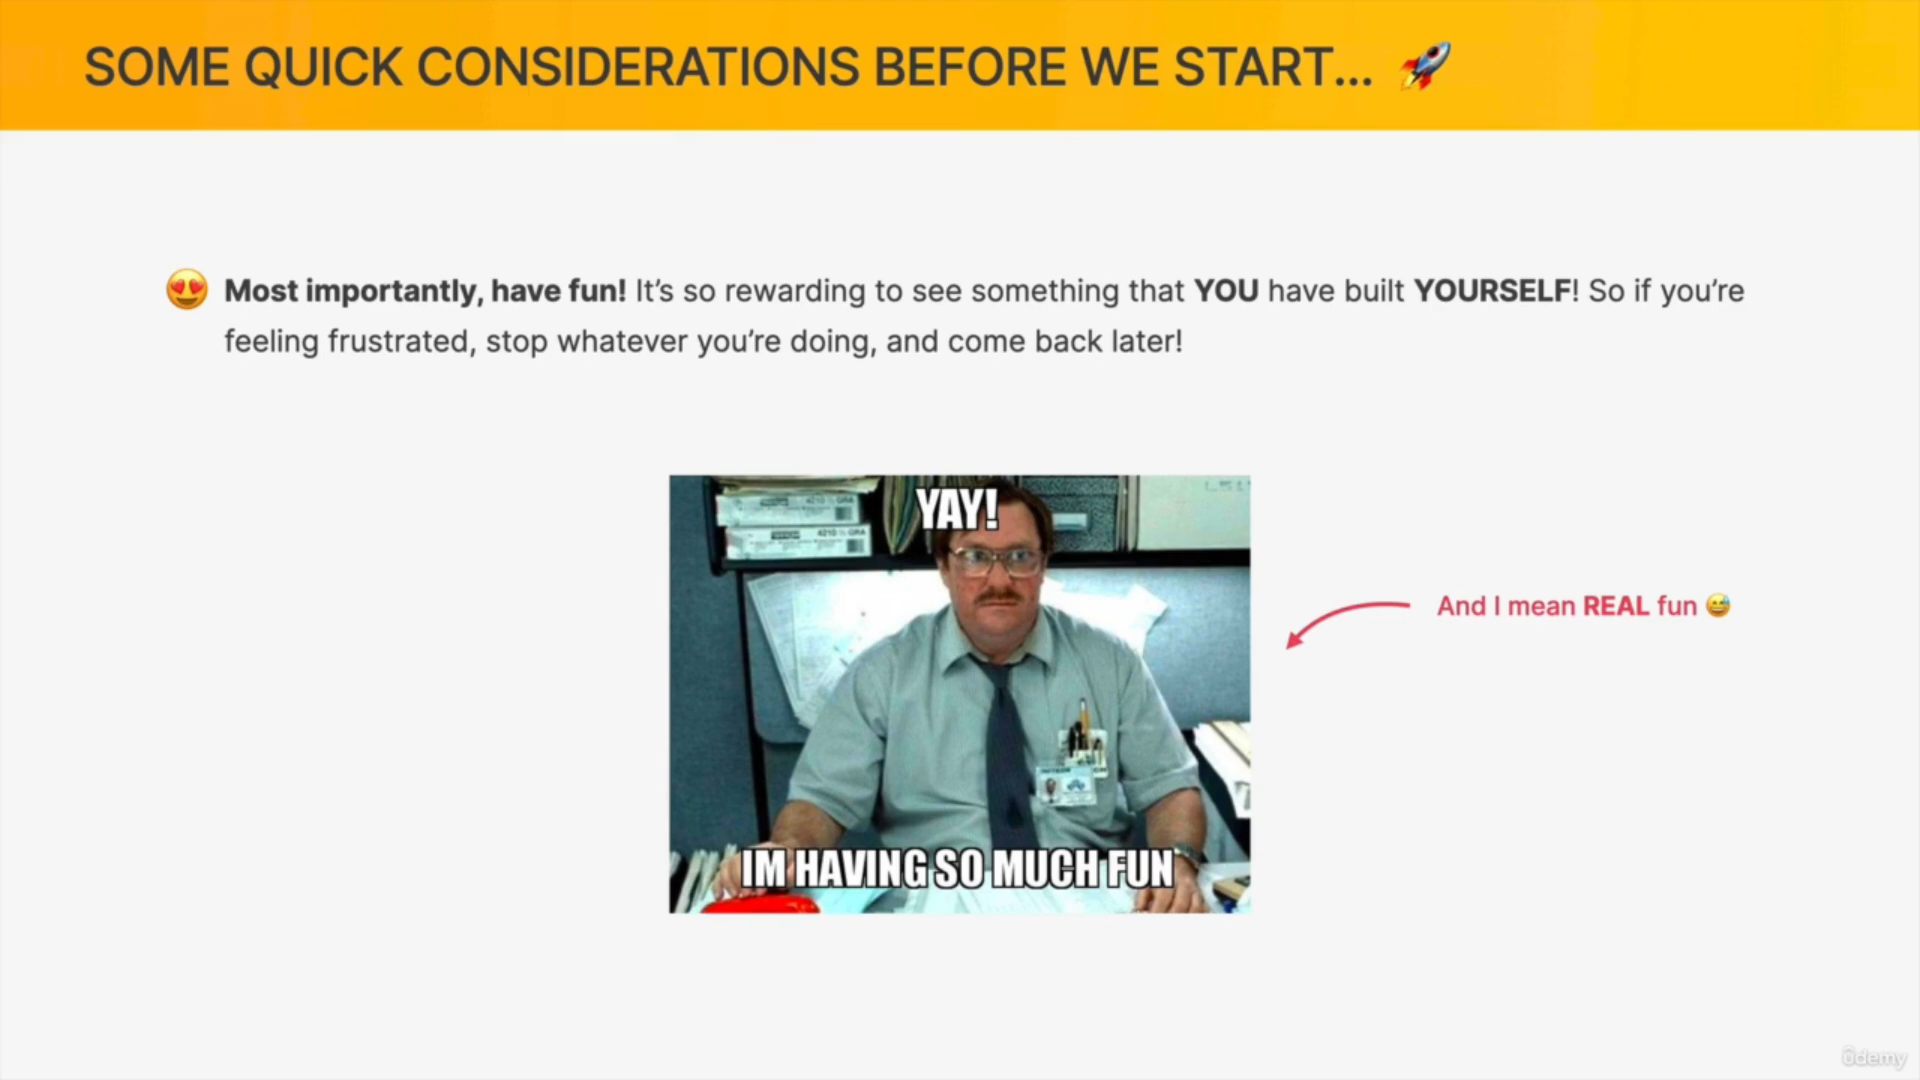 SOME QUICK CONSIDERATIONS BEFORE WE START... 🚀
😍 Most importantly, have fun! It’s so rewarding to see something that YOU have built YOURSELF! So if you’re
feeling frustrated, stop whatever you’re doing, and come back later!
YAY!
IM HAVING SO MUCH FUN
And I mean REAL fun 😅
ûdemy